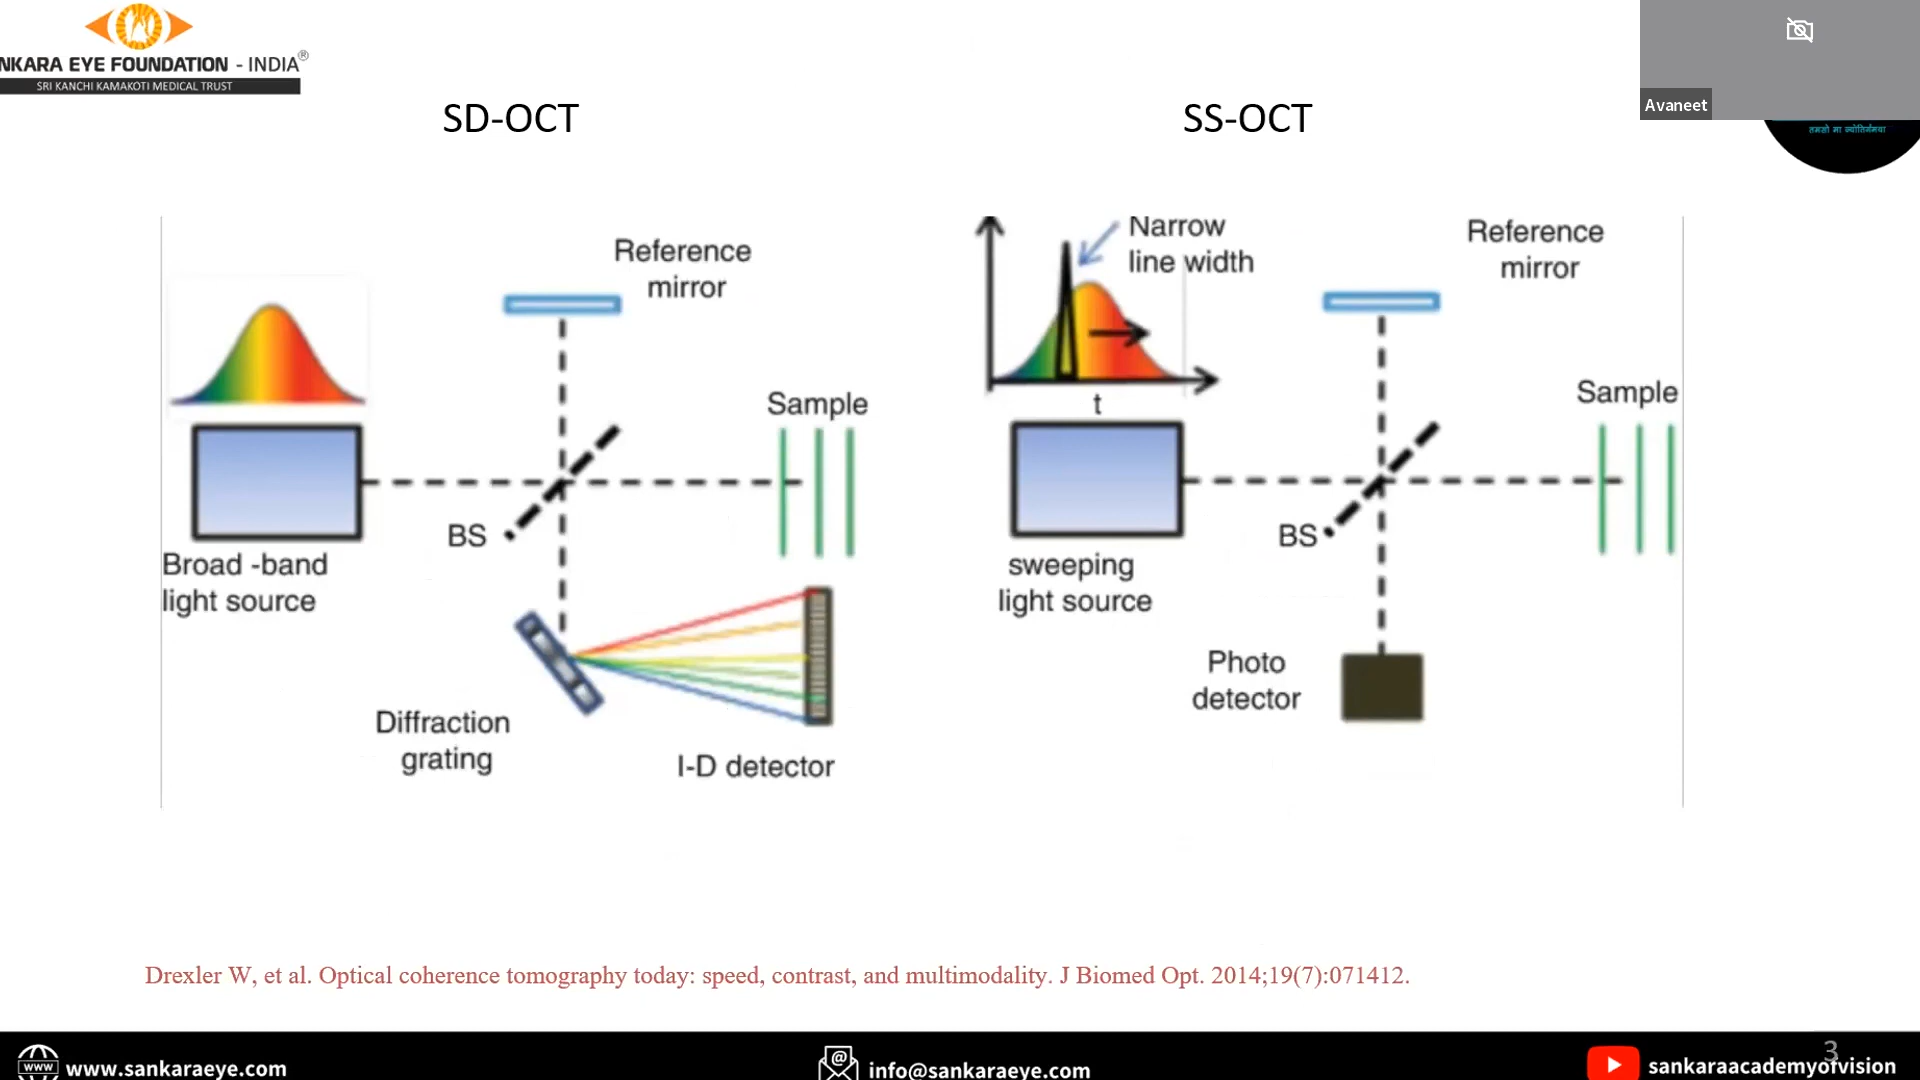 NKARA EYE FOUNDATION - INDIA®
SRI KANCHI KAMAKOTI MEDICAL TRUST
Avaneet
तमसो मा ज्योतिर्गमया
SD-OCT
SS-OCT
Reference
mirror
Sample
BS
Broad -band
light source
Diffraction
grating
I-D detector
Narrow
line width
t
Reference
mirror
Sample
BS
sweeping
light source
Photo
detector
Drexler W, et al. Optical coherence tomography today: speed, contrast, and multimodality. J Biomed Opt. 2014;19(7):071412.
3
www www.sankaraeye.com
@ info@sankaraeye.com
sankaraacademyofvision